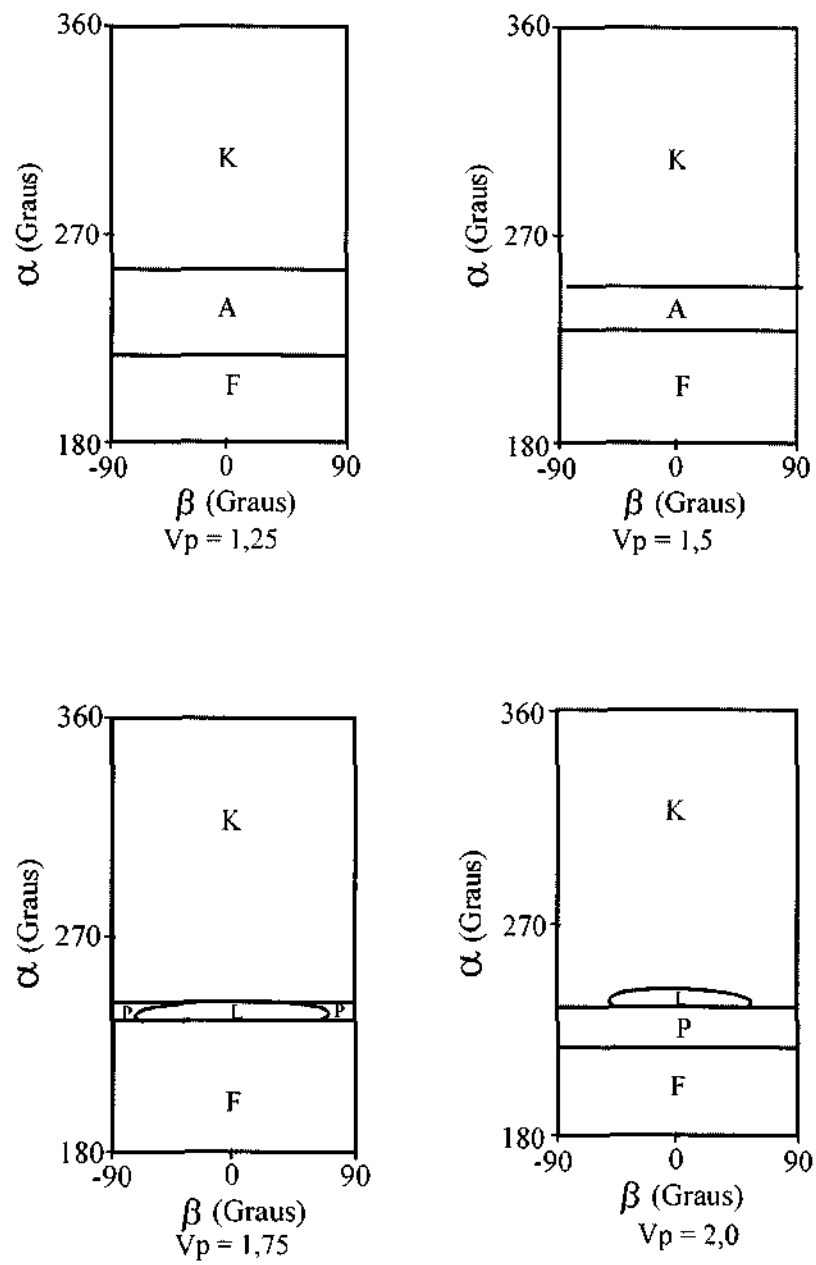 360
K
α (Graus)
270
A
F
180
-90 0 90
β (Graus)
Vp = 1,25
360
K
α (Graus)
270
A
F
180
-90 0 90
β (Graus)
Vp = 1,5
360
K
α (Graus)
270
P L P
F
180
-90 0 90
β (Graus)
Vp = 1,75
360
K
α (Graus)
270
L
P
F
180
-90 0 90
β (Graus)
Vp = 2,0